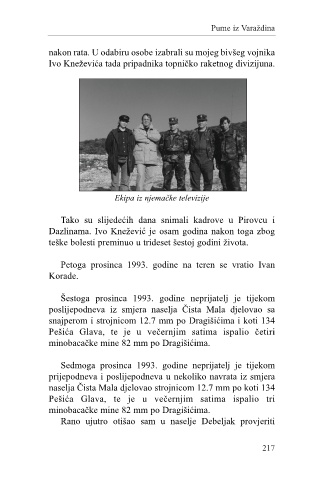 Pume iz Varaždina
nakon rata. U odabiru osobe izabrali su mojeg bivšeg vojnika
Ivo Kneževića tada pripadnika topničko raketnog divizijuna.
Ekipa iz njemačke televizije
Tako su slijedećih dana snimali kadrove u Pirovcu i
Dazlinama. Ivo Knežević je osam godina nakon toga zbog
teške bolesti preminuo u trideset šestoj godini života.
Petoga prosinca 1993. godine na teren se vratio Ivan
Korade.
Šestoga prosinca 1993. godine neprijatelj je tijekom
poslijepodneva iz smjera naselja Čista Mala djelovao sa
snajperom i strojnicom 12.7 mm po Dragišićima i koti 134
Pešića Glava, te je u večernjim satima ispalio četiri
minobacačke mine 82 mm po Dragišićima.
Sedmoga prosinca 1993. godine neprijatelj je tijekom
prijepodneva i poslijepodneva u nekoliko navrata iz smjera
naselja Čista Mala djelovao strojnicom 12.7 mm po koti 134
Pešića Glava, te je u večernjim satima ispalio tri
minobacačke mine 82 mm po Dragišićima.
Rano ujutro otišao sam u naselje Debeljak provjeriti
217